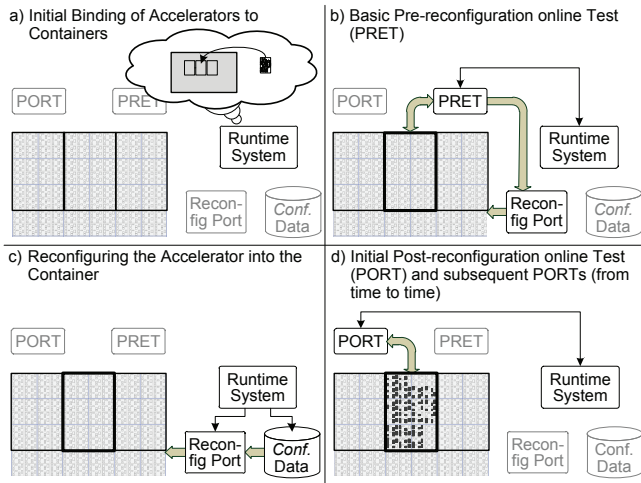 a) Initial Binding of Accelerators to
Containers
PORT
PRET
Runtime
System
Recon-
fig Port
Conf.
Data
b) Basic Pre-reconfiguration online Test
(PRET)
PORT
PRET
Runtime
System
Recon-
fig Port
Conf.
Data
c) Reconfiguring the Accelerator into the
Container
PORT
PRET
Runtime
System
Recon-
fig Port
Conf.
Data
d) Initial Post-reconfiguration online Test
(PORT) and subsequent PORTs (from
time to time)
PORT
PRET
Runtime
System
Recon-
fig Port
Conf.
Data